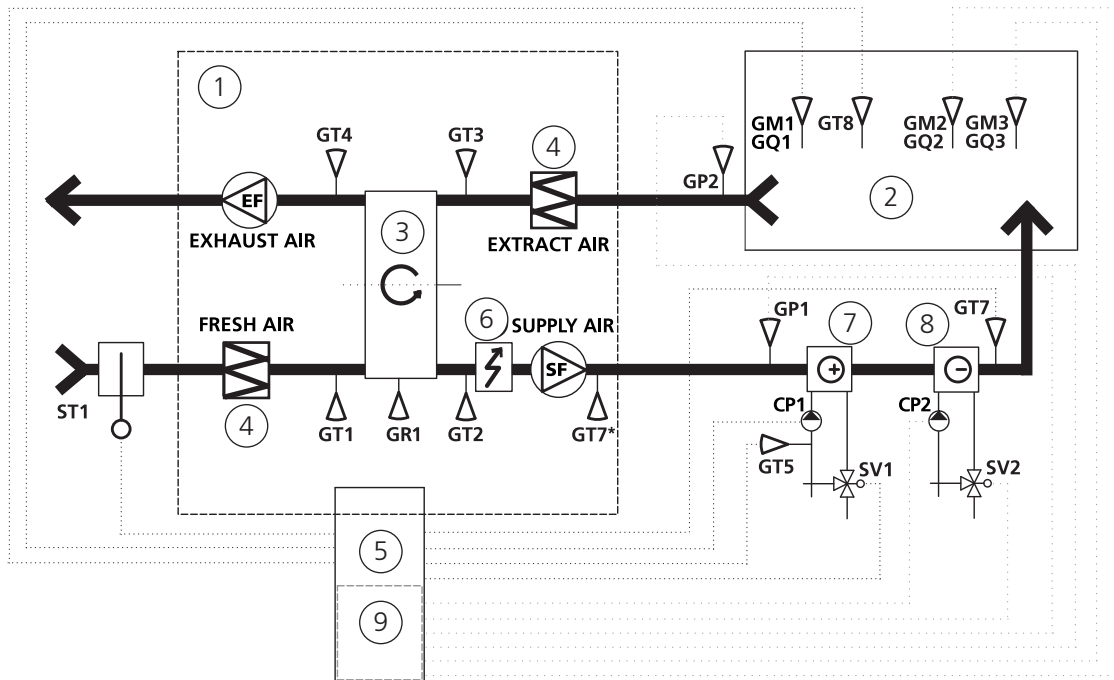 1
GT4
GT3
4
GM1
GQ1
GT8
GM2
GQ2
GM3
GQ3
GP2
2
EF
EXHAUST AIR
3
EXTRACT AIR
FRESH AIR
6
SUPPLY AIR
GP1
7
8
GT7
SF
ST1
4
GT1
GR1
GT2
GT7*
CP1
CP2
GT5
SV1
SV2
5
9